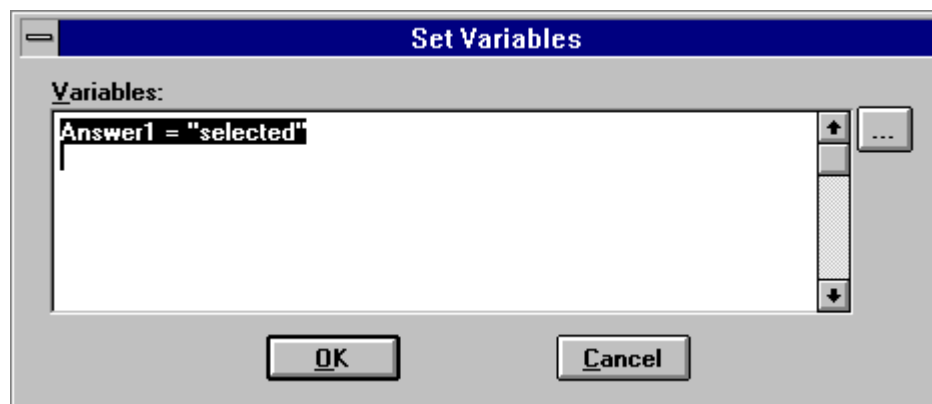 Set Variables
Variables:
Answer1 = "selected"
...
OK
Cancel